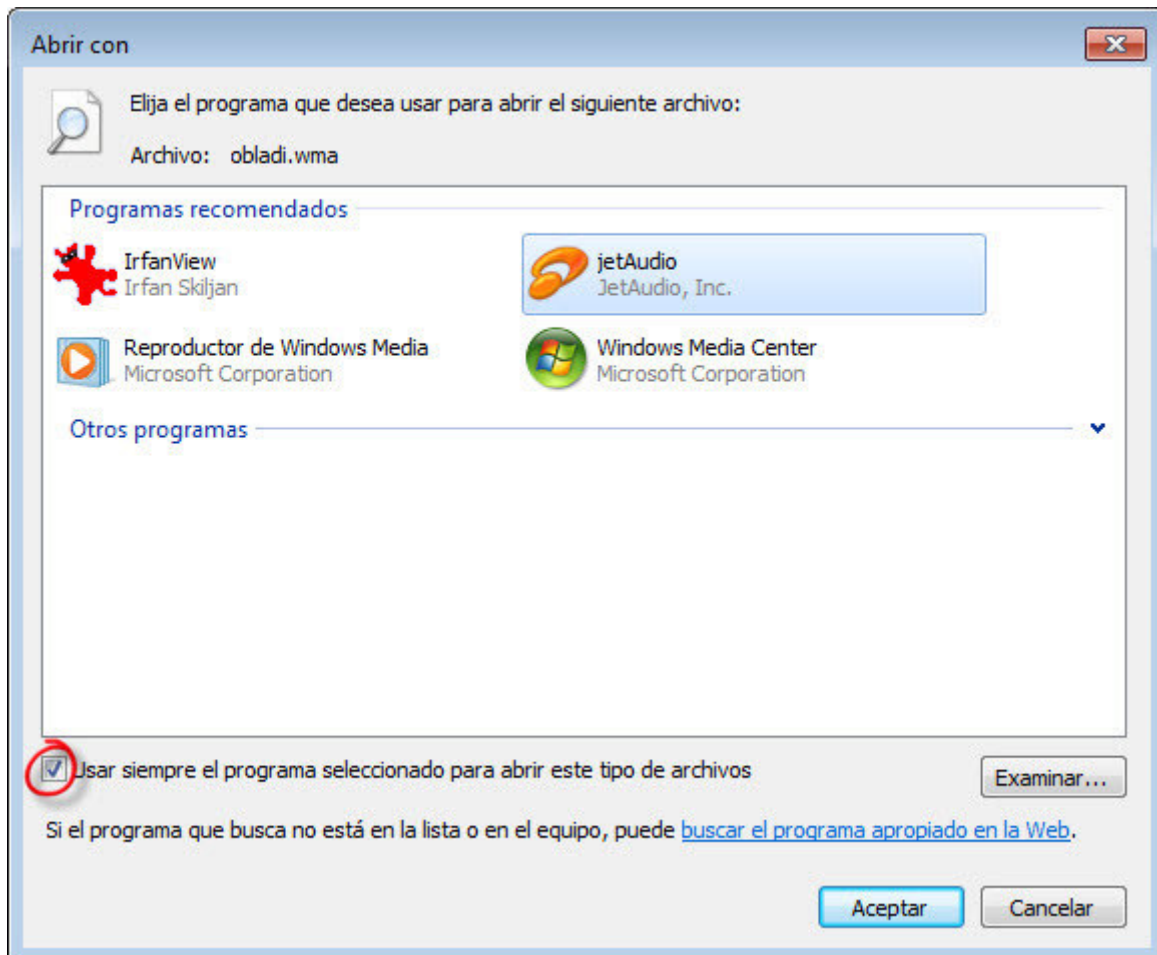 Abrir con
Elija el programa que desea usar para abrir el siguiente archivo:
Archivo: obladi.wma
Programas recomendados
IrfanView
Irfan Skiljan
jetAudio
JetAudio, Inc.
Reproductor de Windows Media
Microsoft Corporation
Windows Media Center
Microsoft Corporation
Otros programas
Usar siempre el programa seleccionado para abrir este tipo de archivos
Examinar...
Si el programa que busca no está en la lista o en el equipo, puede buscar el programa apropiado en la Web.
Aceptar
Cancelar